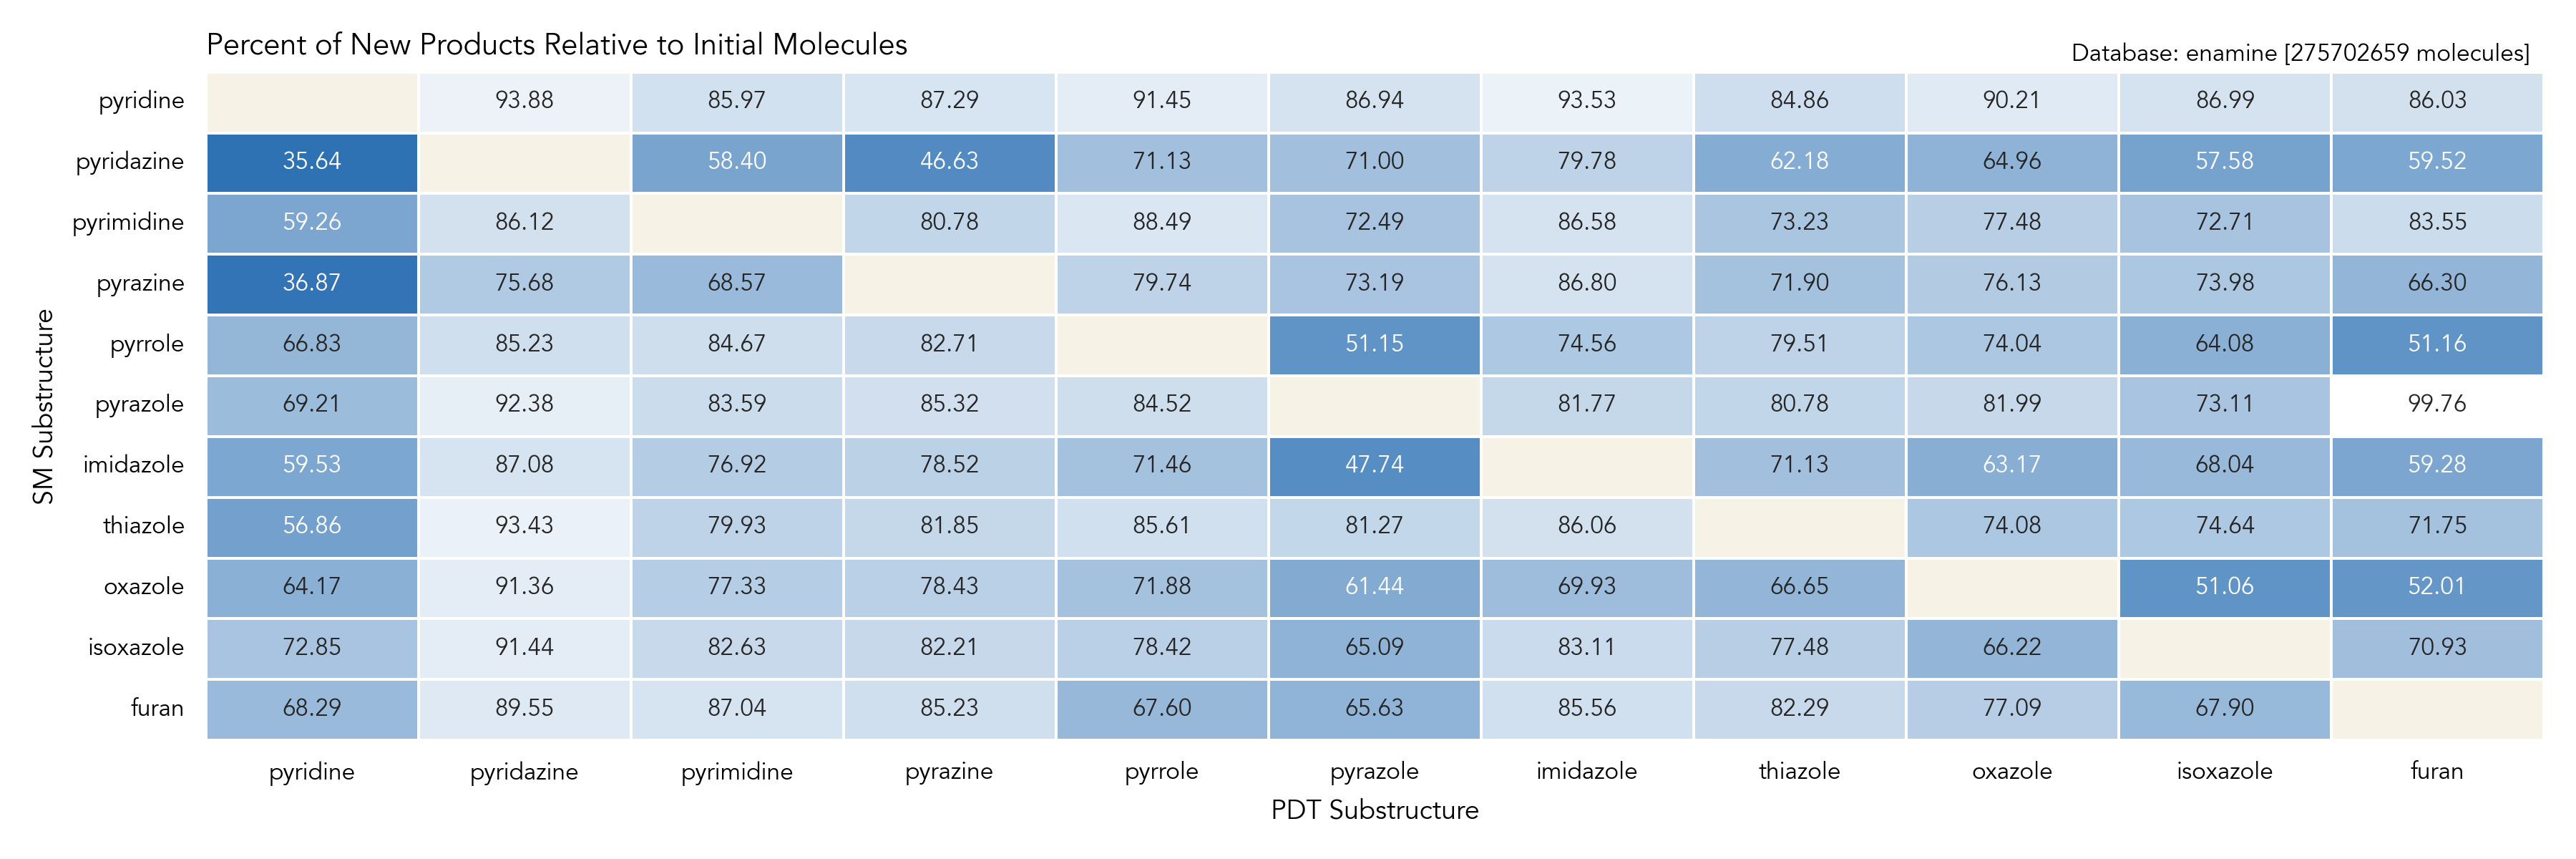 Percent of New Products Relative to Initial Molecules
Database: enamine [275702659 molecules]
pyridine 93.88 85.97 87.29 91.45 86.94 93.53 84.86 90.21 86.99 86.03
pyridazine 35.64 58.40 46.63 71.13 71.00 79.78 62.18 64.96 57.58 59.52
pyrimidine 59.26 86.12 80.78 88.49 72.49 86.58 73.23 77.48 72.71 83.55
pyrazine 36.87 75.68 68.57 79.74 73.19 86.80 71.90 76.13 73.98 66.30
pyrrole 66.83 85.23 84.67 82.71 51.15 74.56 79.51 74.04 64.08 51.16
pyrazole 69.21 92.38 83.59 85.32 84.52 81.77 80.78 81.99 73.11 99.76
imidazole 59.53 87.08 76.92 78.52 71.46 47.74 71.13 63.17 68.04 59.28
thiazole 56.86 93.43 79.93 81.85 85.61 81.27 86.06 74.08 74.64 71.75
oxazole 64.17 91.36 77.33 78.43 71.88 61.44 69.93 66.65 51.06 52.01
isoxazole 72.85 91.44 82.63 82.21 78.42 65.09 83.11 77.48 66.22 70.93
furan 68.29 89.55 87.04 85.23 67.60 65.63 85.56 82.29 77.09 67.90
SM Substructure
pyridine pyridazine pyrimidine pyrazine pyrrole pyrazole imidazole thiazole oxazole isoxazole furan
PDT Substructure